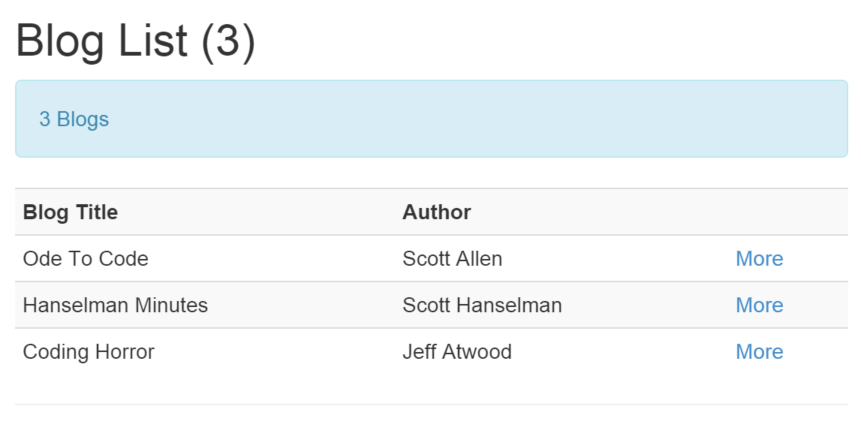 Blog List (3)
3 Blogs
Blog Title Author
Ode To Code Scott Allen More
Hanselman Minutes Scott Hanselman More
Coding Horror Jeff Atwood More